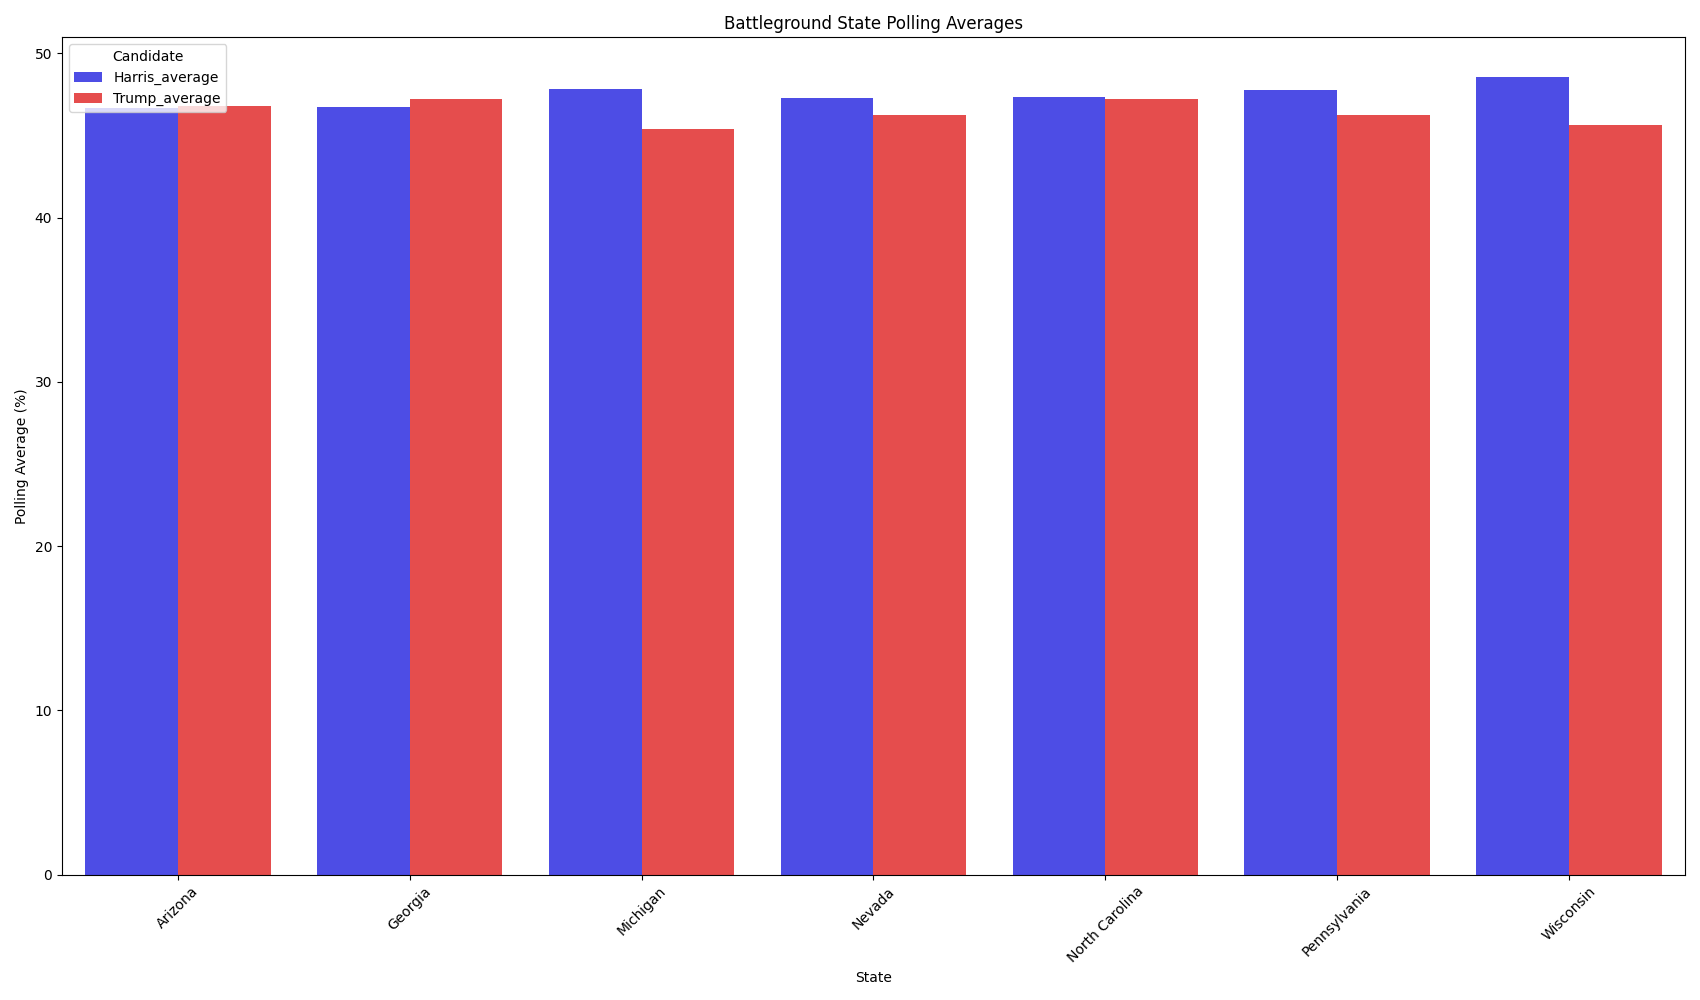 Battleground State Polling Averages
Candidate
Harris_average
Trump_average
Polling Average (%)
50
40
30
20
10
0
Arizona
Georgia
Michigan
Nevada
North Carolina
Pennsylvania
Wisconsin
State